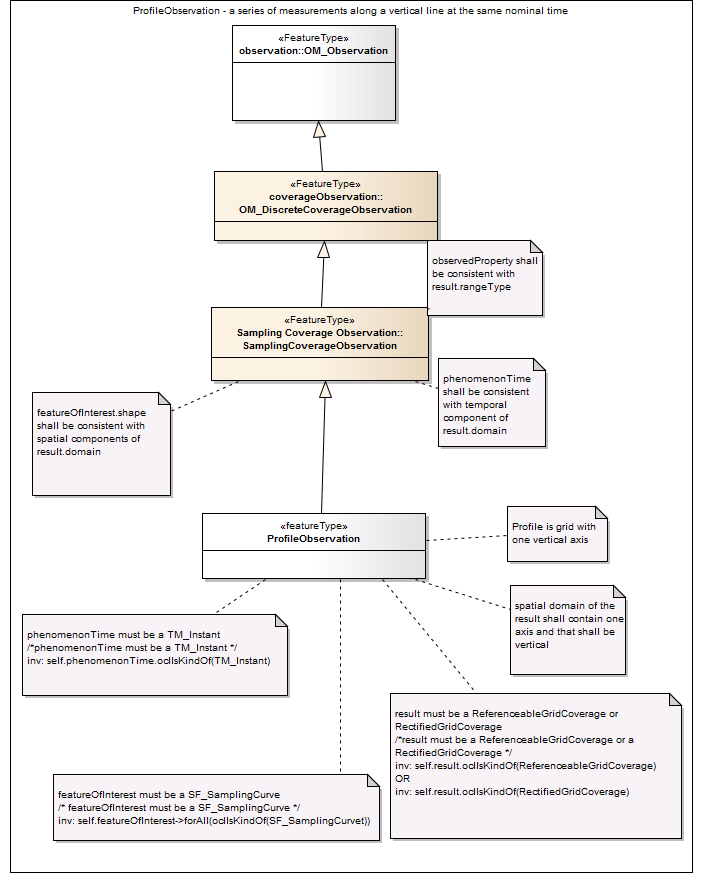 ProfileObservation - a series of measurements along a vertical line at the same nominal time
«FeatureType»
observation::OM_Observation
«FeatureType»
coverageObservation::
OM_DiscreteCoverageObservation
observedProperty shall
be consistent with
result.rangeType
«FeatureType»
Sampling Coverage Observation::
SamplingCoverageObservation
phenomenonTime
shall be consistent
with temporal
component of
result.domain
featureOfInterest.shape
shall be consistent with
spatial components of
result.domain
«featureType»
ProfileObservation
Profile is grid with
one vertical axis
spatial domain of the
result shall contain one
axis and that shall be
vertical
phenomenonTime must be a TM_Instant
/*phenomenonTime must be a TM_Instant */
inv: self.phenomenonTime.oclIsKindOf(TM_Instant)
result must be a ReferenceableGridCoverage or
RectifiedGridCoverage
/*result must be a ReferenceableGridCoverage or a
RectifiedGridCoverage */
inv: self.result.oclIsKindOf(ReferenceableGridCoverage)
OR
inv: self.result.oclIsKindOf(RectifiedGridCoverage)
featureOfInterest must be a SF_SamplingCurve
/* featureOfInterest must be a SF_SamplingCurve */
inv: self.featureOfInterest->forAll(oclIsKindOf(SF_SamplingCurvet))